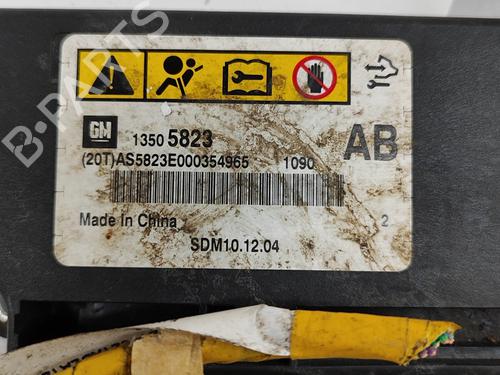 B-PARTS
GM
1350 5823
AB
(20T)AS5823E000354965 1090
Made In China 2
SDM10.12.04